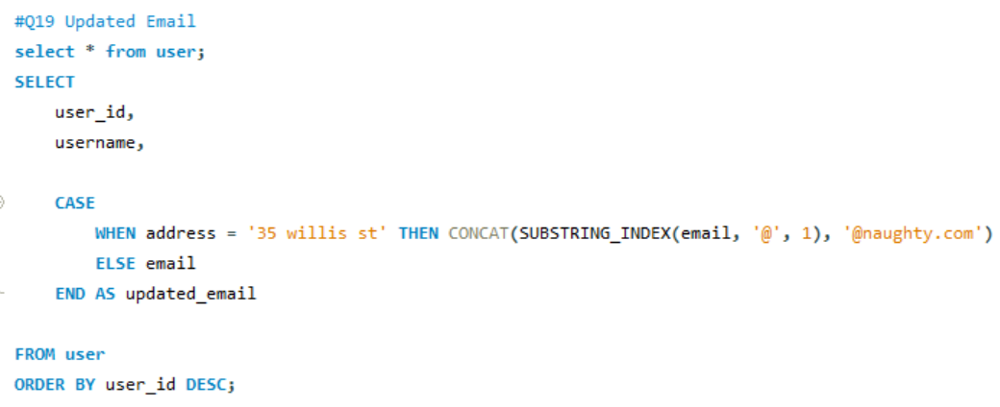 #Q19 Updated Email
select * from user;
SELECT
user_id,
username,
CASE
WHEN address = '35 willis st' THEN CONCAT(SUBSTRING_INDEX(email, '@', 1), '@naughty.com')
ELSE email
END AS updated_email
FROM user
ORDER BY user_id DESC;